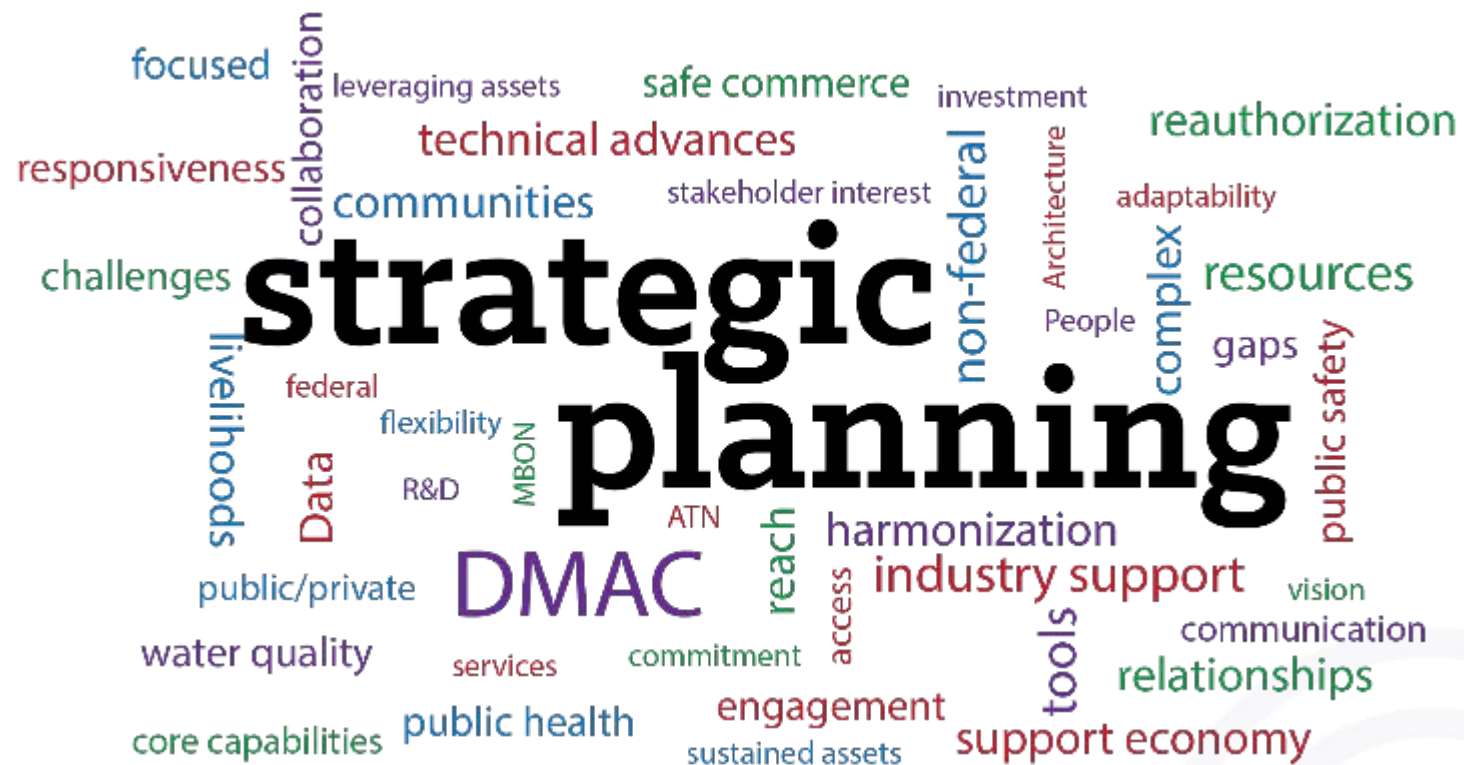 focused
collaboration
leveraging assets
safe commerce
investment
reauthorization
technical advances
responsiveness
communities
stakeholder interest
non-federal
Architecture
adaptability
challenges
strategic
complex
resources
People
gaps
livelihoods
federal
flexibility
planning
public safety
Data
R&D
MBON
ATN
reach
harmonization
DMAC
industry support
public/private
access
vision
tools
communication
water quality
services
commitment
relationships
engagement
public health
core capabilities
sustained assets
support economy